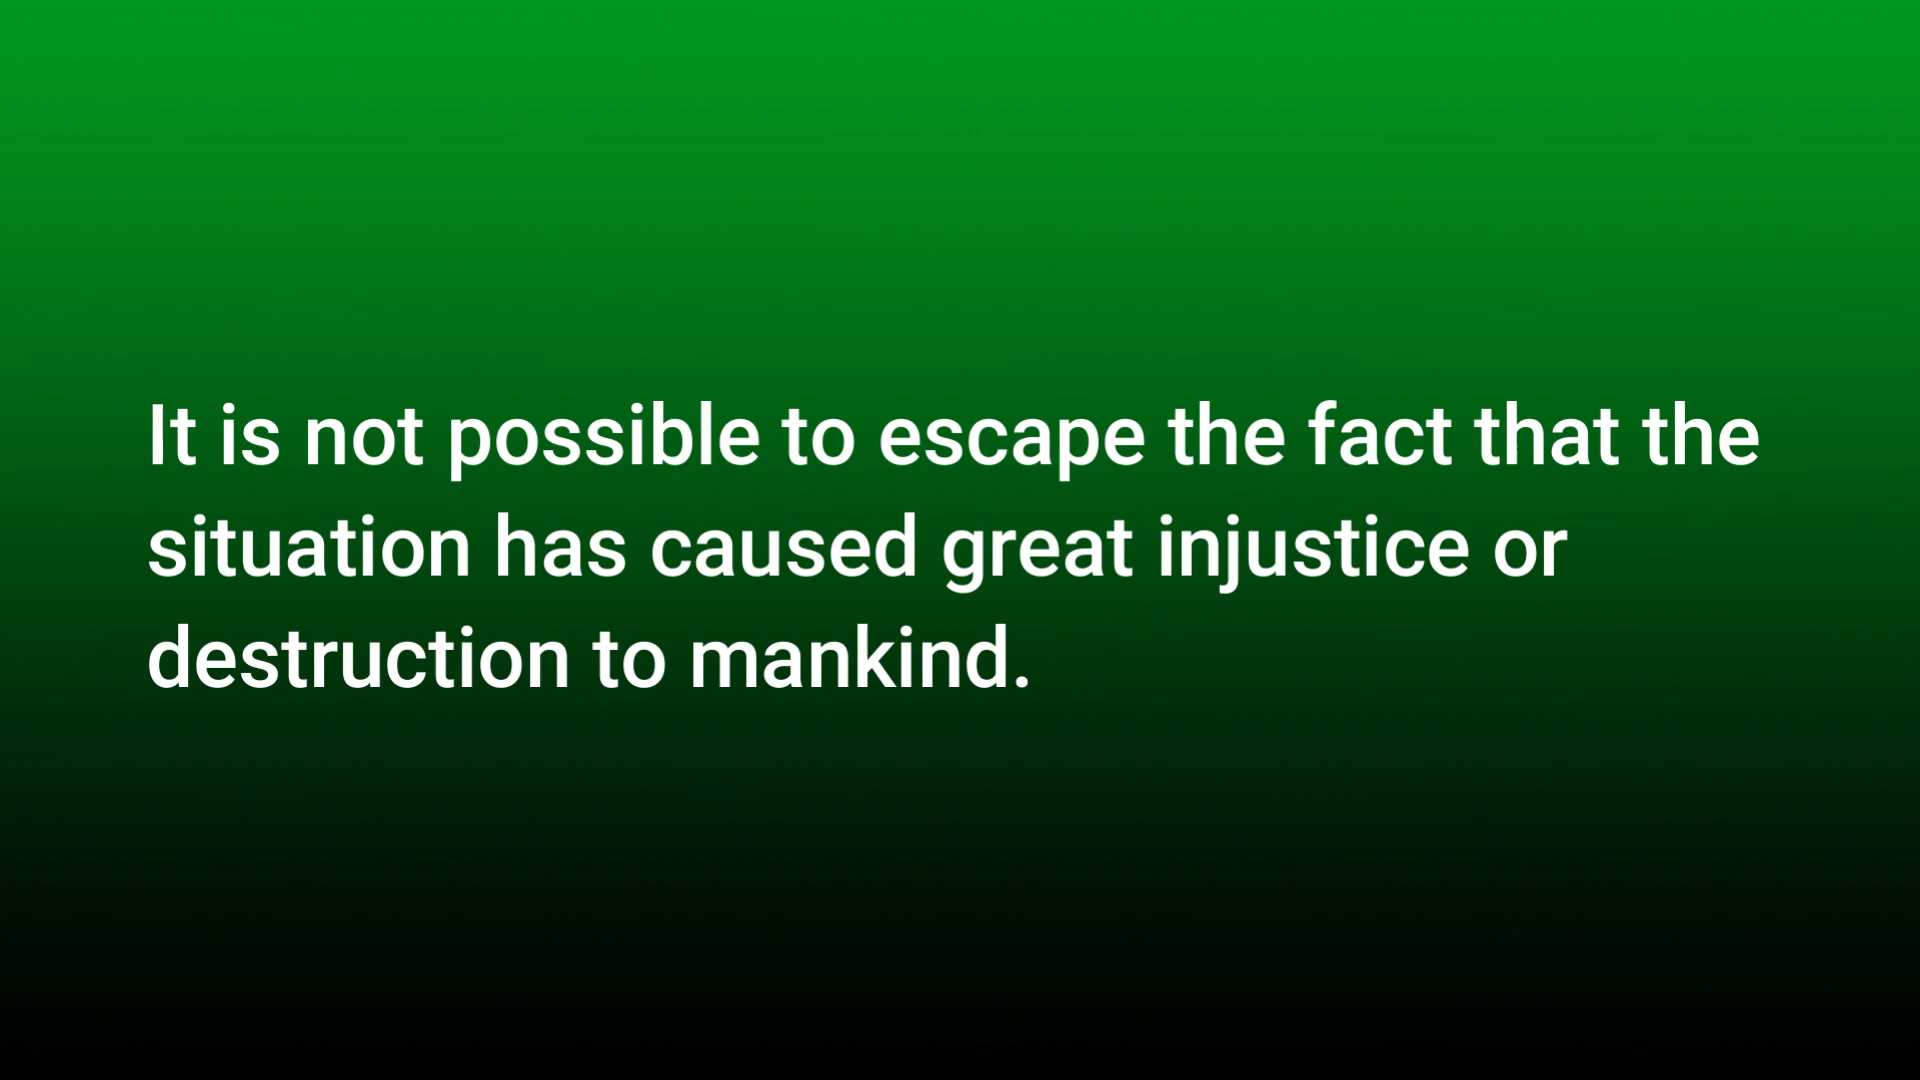 It is not possible to escape the fact that the
situation has caused great injustice or
destruction to mankind.